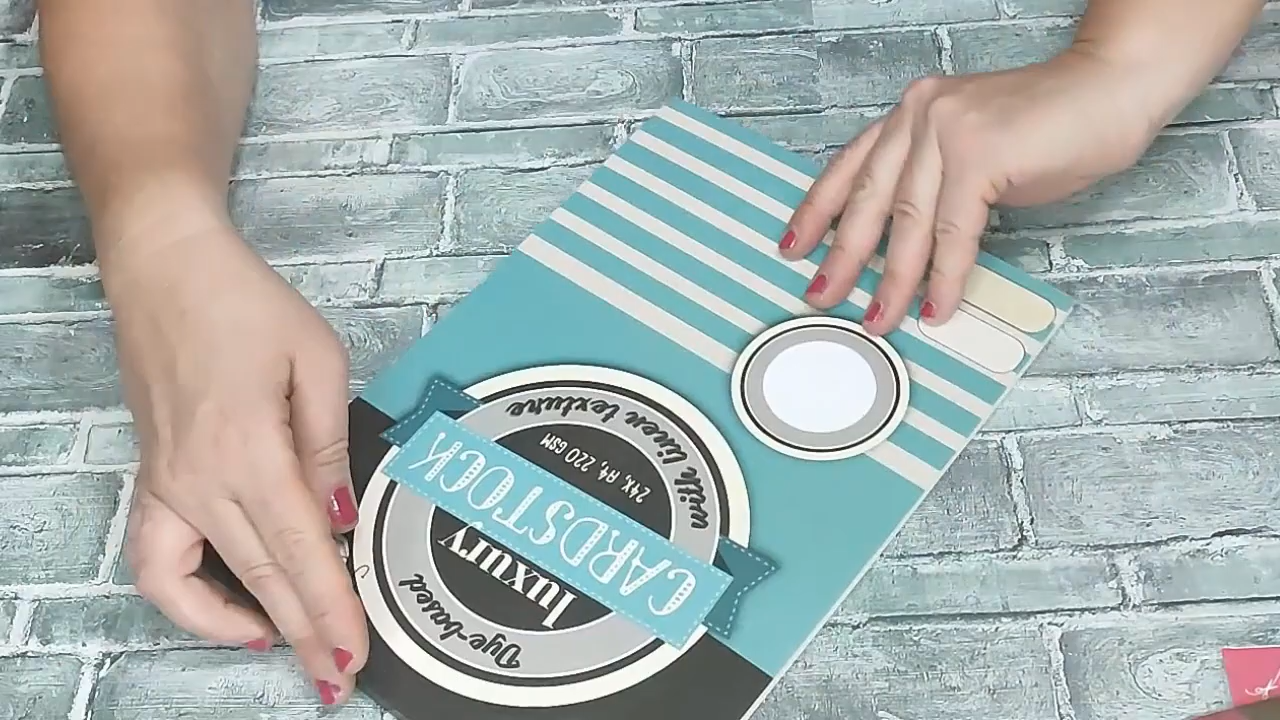 Dye-based
luxury
CARDSTOCK
24X, A4, 220 GSM
with linen texture